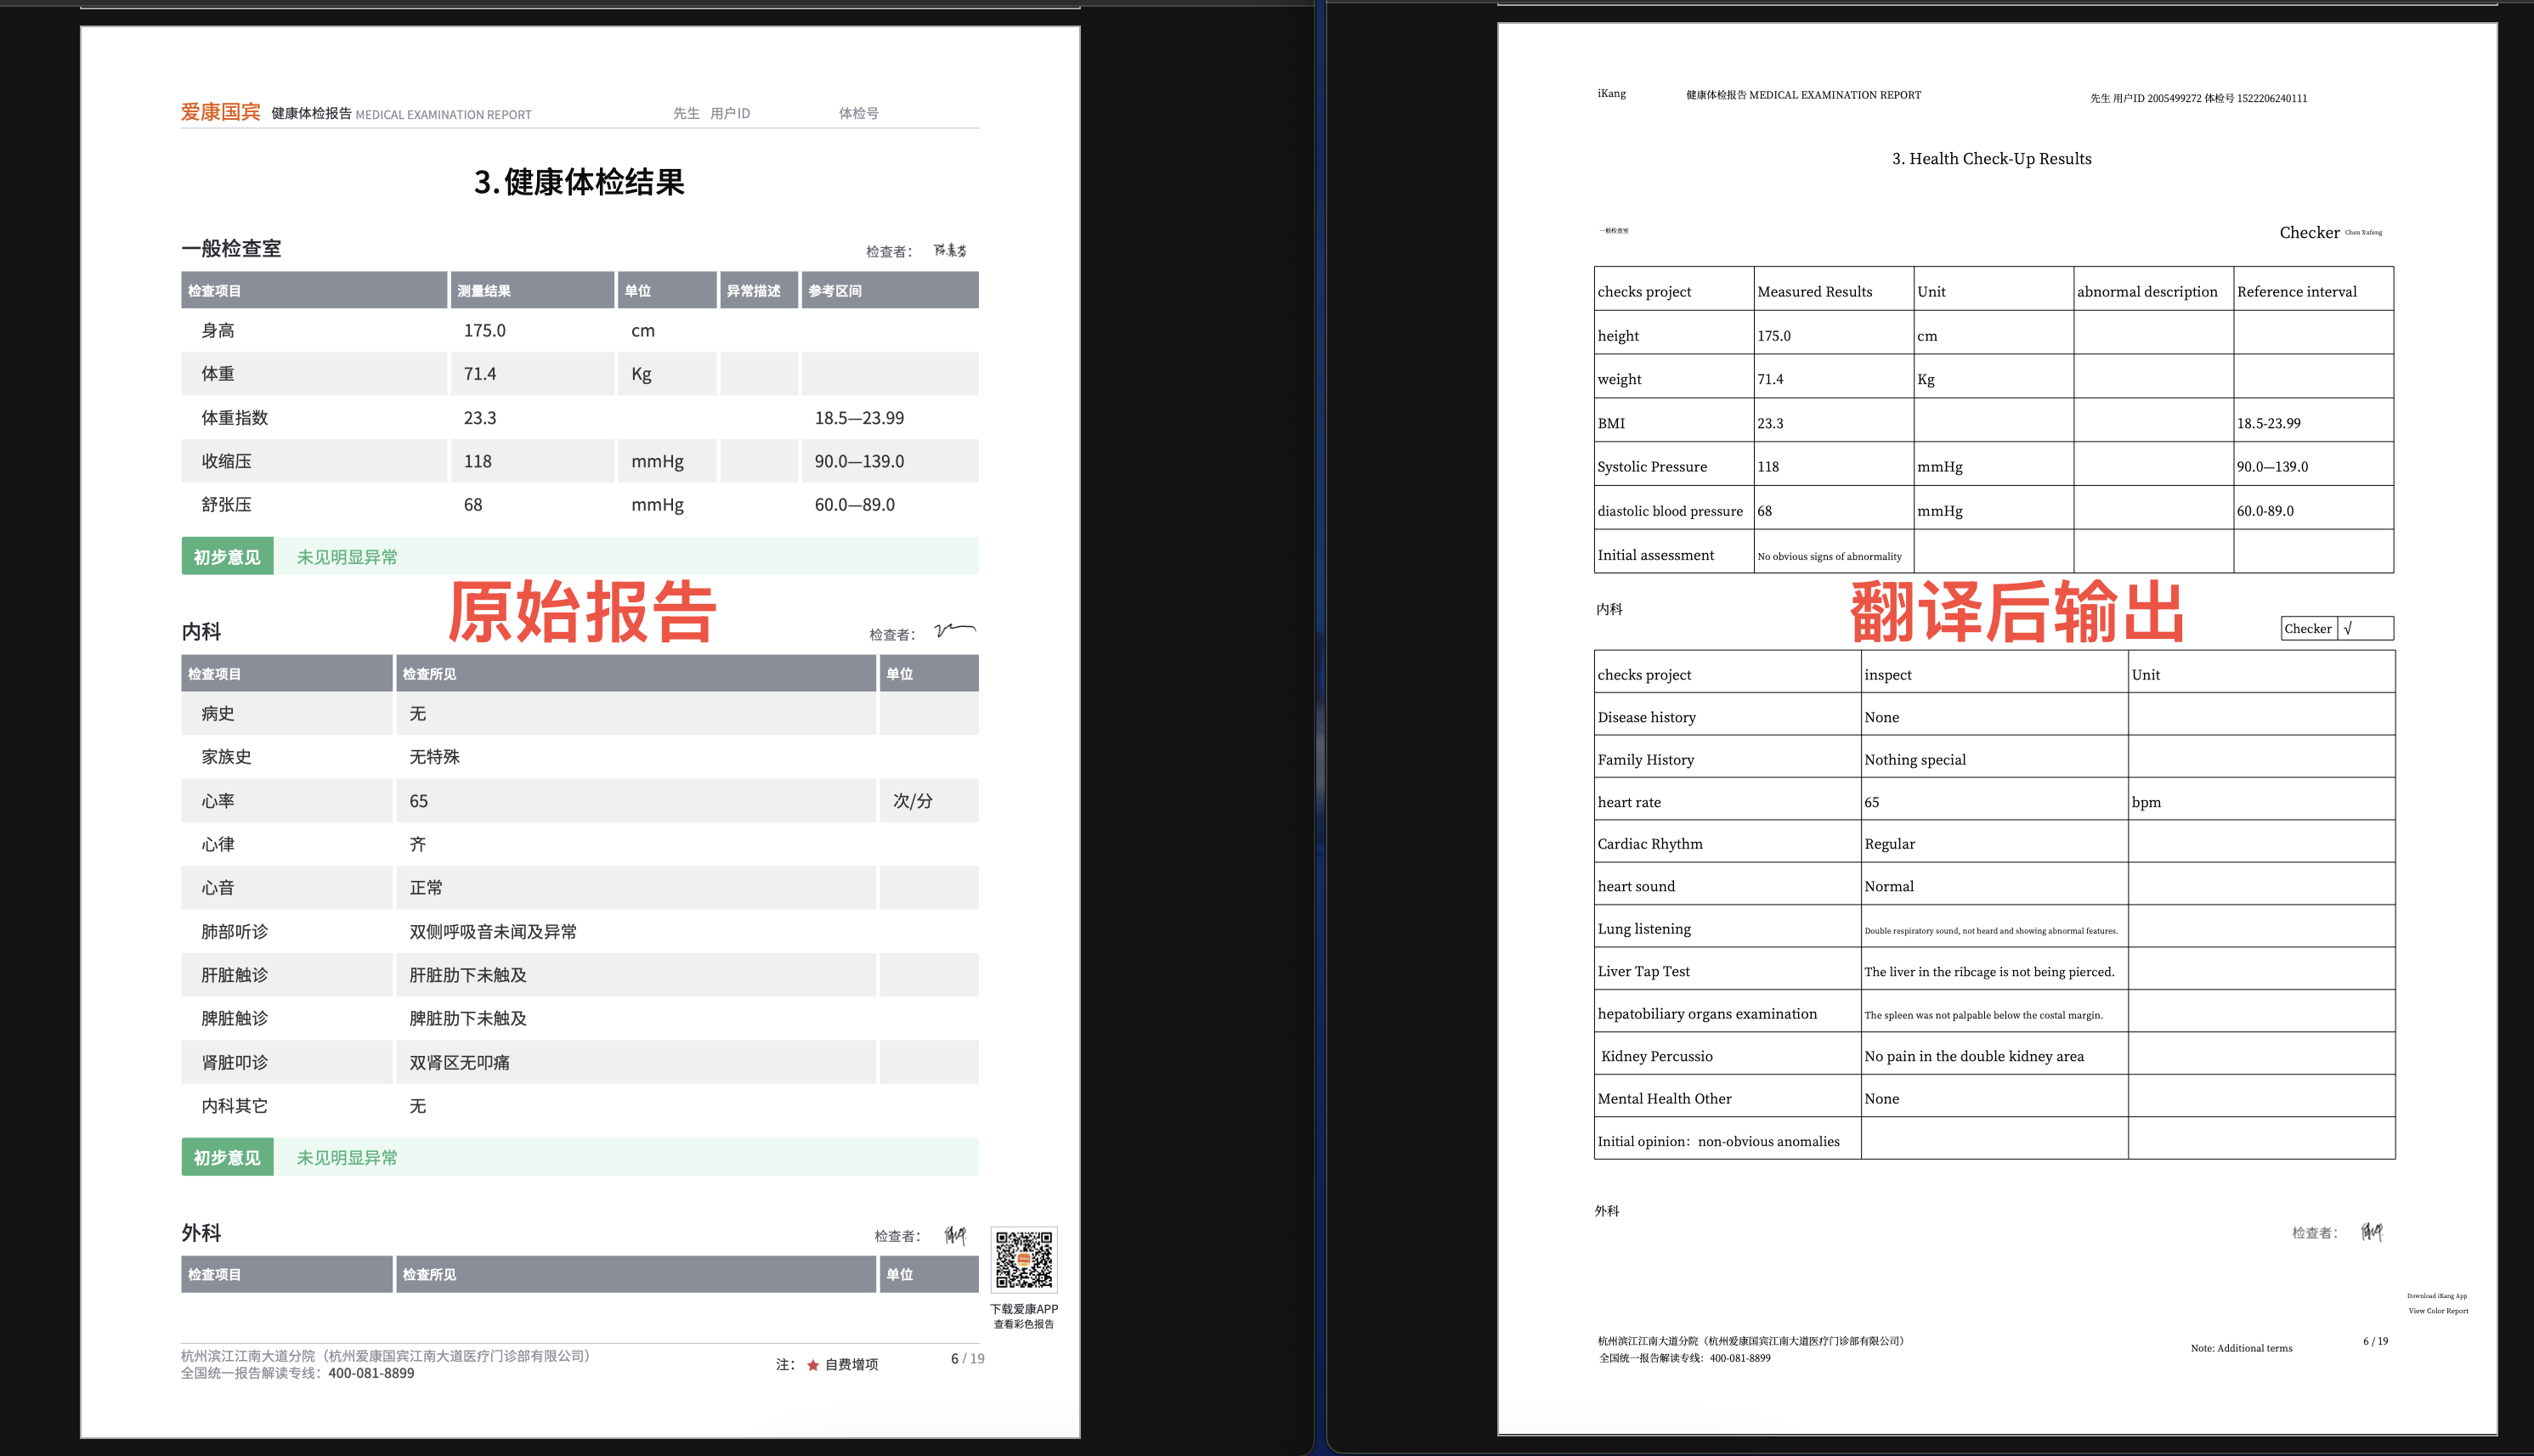 爱康国宾 健康体检报告 MEDICAL EXAMINATION REPORT 先生 用户ID 体检号
3.健康体检结果
一般检查室 检查者:
检查项目 测量结果 单位 异常描述 参考区间
身高 175.0 cm
体重 71.4 Kg
体重指数 23.3 18.5—23.99
收缩压 118 mmHg 90.0—139.0
舒张压 68 mmHg 60.0—89.0
初步意见 未见明显异常
原始报告
内科 检查者:
检查项目 检查所见 单位
病史 无
家族史 无特殊
心率 65 次/分
心律 齐
心音 正常
肺部听诊 双侧呼吸音未闻及异常
肝脏触诊 肝脏肋下未触及
脾脏触诊 脾脏肋下未触及
肾脏叩诊 双肾区无叩痛
内科其它 无
初步意见 未见明显异常
外科 检查者:
检查项目 检查所见 单位
下载爱康APP
查看彩色报告
杭州滨江江南大道分院（杭州爱康国宾江南大道医疗门诊部有限公司）
全国统一报告解读专线：400-081-8899
注: ★ 自费增项
6 / 19
iKang 健康体检报告 MEDICAL EXAMINATION REPORT 先生 用户ID 2005499272 体检号 1522206240111
3. Health Check-Up Results
一般检查室 Checker Chen Xufeng
checks project Measured Results Unit abnormal description Reference interval
height 175.0 cm
weight 71.4 Kg
BMI 23.3 18.5-23.99
Systolic Pressure 118 mmHg 90.0—139.0
diastolic blood pressure 68 mmHg 60.0-89.0
Initial assessment No obvious signs of abnormality
翻译后输出
内科 Checker √
checks project inspect Unit
Disease history None
Family History Nothing special
heart rate 65 bpm
Cardiac Rhythm Regular
heart sound Normal
Lung listening Double respiratory sound, not heard and showing abnormal features.
Liver Tap Test The liver in the ribcage is not being pierced.
hepatobiliary organs examination The spleen was not palpable below the costal margin.
Kidney Percussio No pain in the double kidney area
Mental Health Other None
Initial opinion: non-obvious anomalies
外科
检查者:
Download iKang App
View Color Report
杭州滨江江南大道分院（杭州爱康国宾江南大道医疗门诊部有限公司）
全国统一报告解读专线：400-081-8899
Note: Additional terms
6 / 19